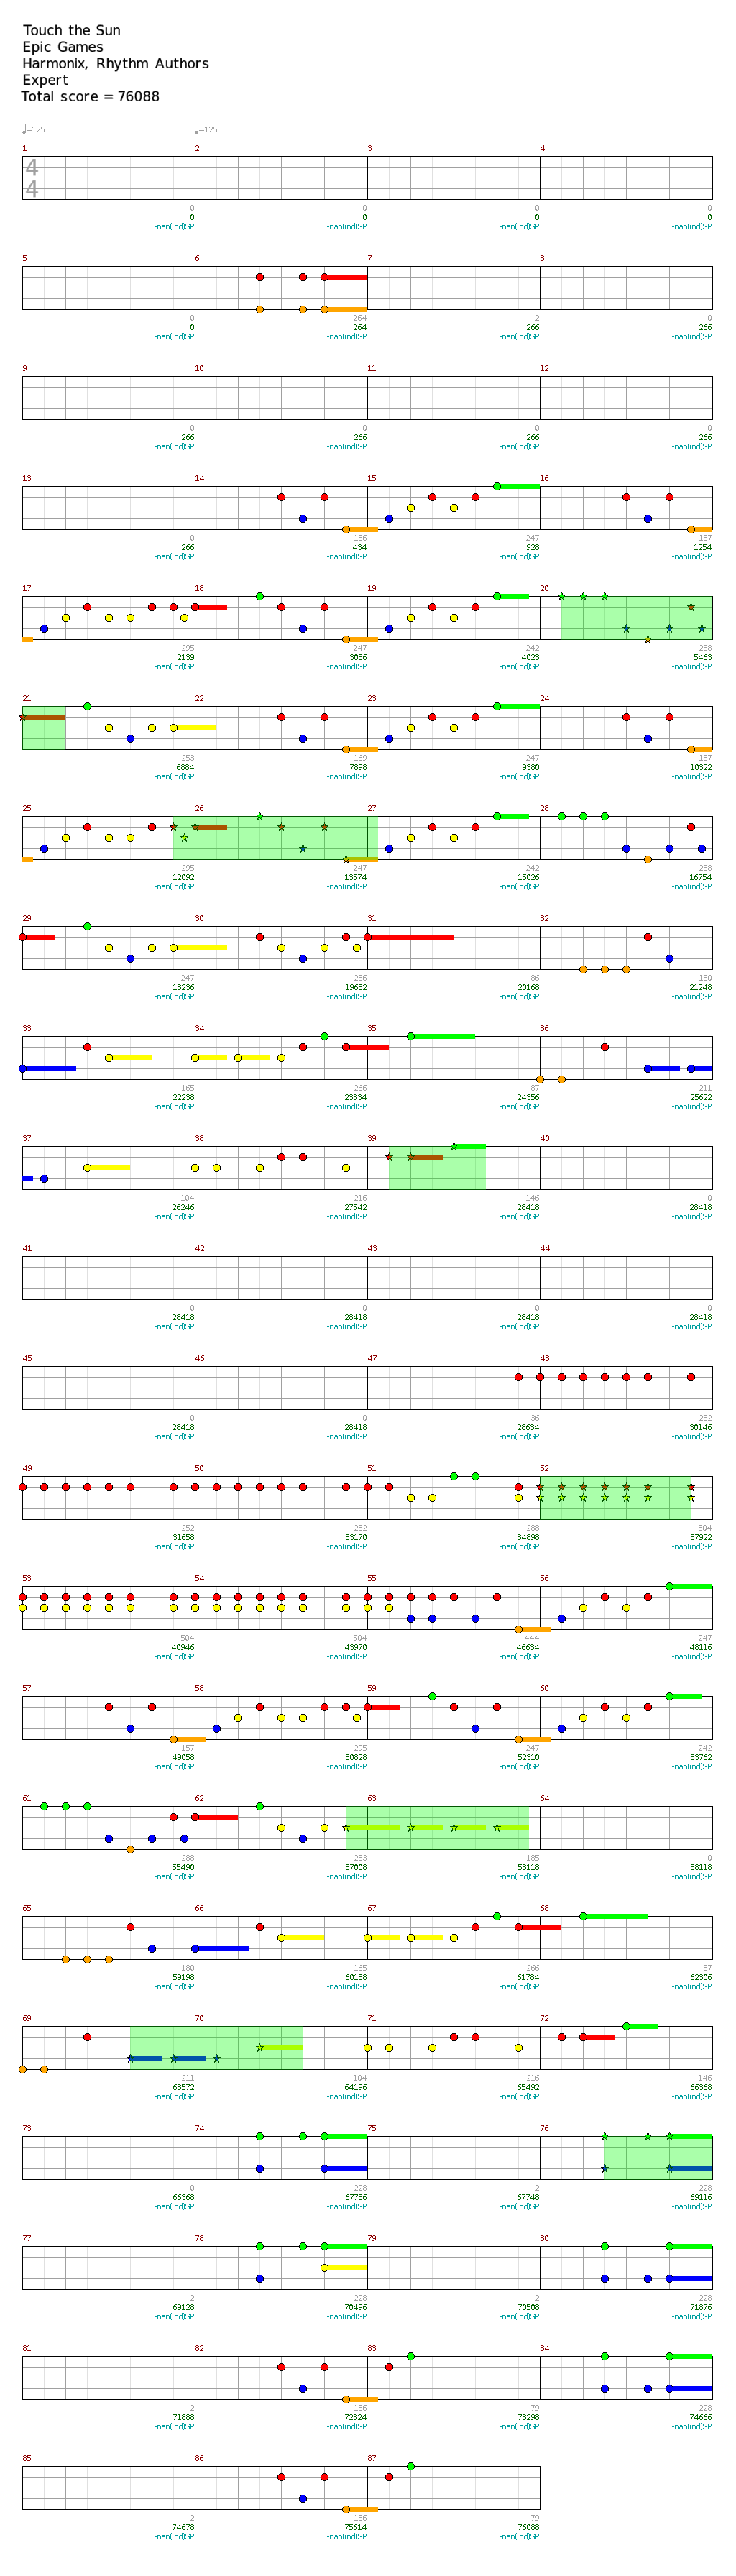 Touch the Sun
Epic Games
Harmonix, Rhythm Authors
Expert
Total score = 76088
♩=125 ♩=125
1 2 3 4
4
4
0 0 0 0
0 0 0 0
-nan(ind)SP -nan(ind)SP -nan(ind)SP -nan(ind)SP
5 6 7 8
0 264 2 0
0 264 266 266
-nan(ind)SP -nan(ind)SP -nan(ind)SP -nan(ind)SP
9 10 11 12
0 0 0 0
266 266 266 266
-nan(ind)SP -nan(ind)SP -nan(ind)SP -nan(ind)SP
13 14 15 16
0 156 247 157
266 434 928 1254
-nan(ind)SP -nan(ind)SP -nan(ind)SP -nan(ind)SP
17 18 19 20
295 247 242 288
2139 3036 4023 5463
-nan(ind)SP -nan(ind)SP -nan(ind)SP -nan(ind)SP
21 22 23 24
253 169 247 157
6884 7898 9380 10322
-nan(ind)SP -nan(ind)SP -nan(ind)SP -nan(ind)SP
25 26 27 28
295 247 242 288
12092 13574 15026 16754
-nan(ind)SP -nan(ind)SP -nan(ind)SP -nan(ind)SP
29 30 31 32
247 236 86 180
18236 19652 20168 21248
-nan(ind)SP -nan(ind)SP -nan(ind)SP -nan(ind)SP
33 34 35 36
165 266 87 211
22238 23834 24356 25622
-nan(ind)SP -nan(ind)SP -nan(ind)SP -nan(ind)SP
37 38 39 40
104 216 146 0
26246 27542 28418 28418
-nan(ind)SP -nan(ind)SP -nan(ind)SP -nan(ind)SP
41 42 43 44
0 0 0 0
28418 28418 28418 28418
-nan(ind)SP -nan(ind)SP -nan(ind)SP -nan(ind)SP
45 46 47 48
0 0 36 252
28418 28418 28634 30146
-nan(ind)SP -nan(ind)SP -nan(ind)SP -nan(ind)SP
49 50 51 52
252 252 288 504
31658 33170 34898 37922
-nan(ind)SP -nan(ind)SP -nan(ind)SP -nan(ind)SP
53 54 55 56
504 504 444 247
40946 43970 46634 48116
-nan(ind)SP -nan(ind)SP -nan(ind)SP -nan(ind)SP
57 58 59 60
157 295 247 242
49058 50828 52310 53762
-nan(ind)SP -nan(ind)SP -nan(ind)SP -nan(ind)SP
61 62 63 64
288 253 185 0
55490 57008 58118 58118
-nan(ind)SP -nan(ind)SP -nan(ind)SP -nan(ind)SP
65 66 67 68
180 165 266 87
59198 60188 61784 62306
-nan(ind)SP -nan(ind)SP -nan(ind)SP -nan(ind)SP
69 70 71 72
211 104 216 146
63572 64196 65492 66368
-nan(ind)SP -nan(ind)SP -nan(ind)SP -nan(ind)SP
73 74 75 76
0 228 2 228
66368 67736 67748 69116
-nan(ind)SP -nan(ind)SP -nan(ind)SP -nan(ind)SP
77 78 79 80
2 228 2 228
69128 70496 70508 71876
-nan(ind)SP -nan(ind)SP -nan(ind)SP -nan(ind)SP
81 82 83 84
2 156 79 228
71888 72824 73298 74666
-nan(ind)SP -nan(ind)SP -nan(ind)SP -nan(ind)SP
85 86 87
2 156 79
74678 75614 76088
-nan(ind)SP -nan(ind)SP -nan(ind)SP